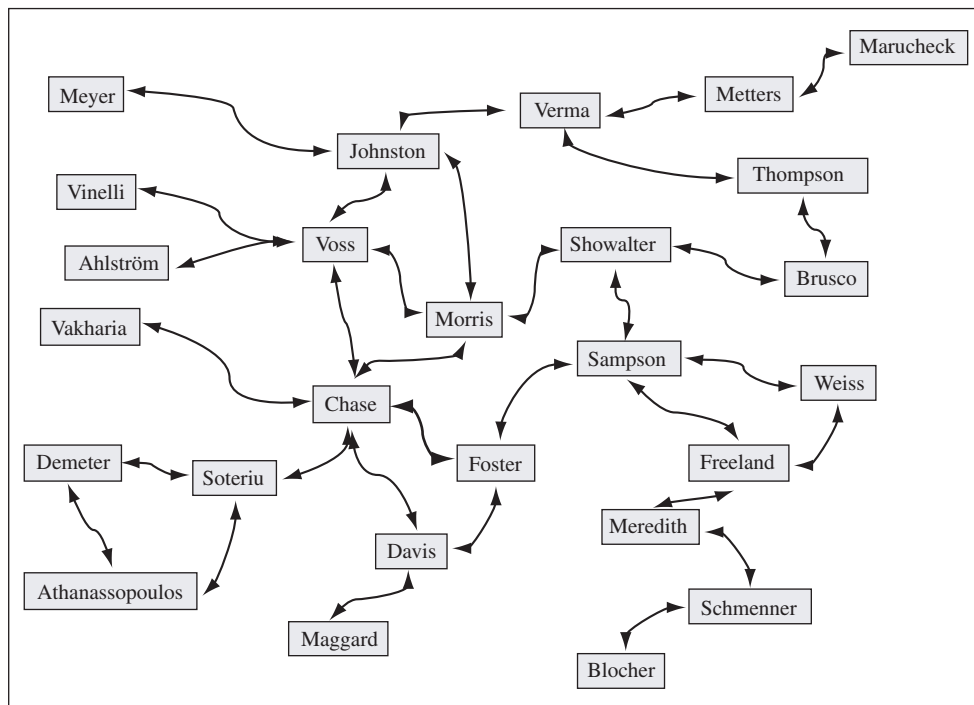 Marucheck
Meyer
Metters
Verma
Johnston
Thompson
Vinelli
Voss
Showalter
Ahlström
Brusco
Vakharia
Morris
Sampson
Weiss
Chase
Demeter
Foster
Freeland
Soteriu
Meredith
Davis
Athanassopoulos
Schmenner
Maggard
Blocher